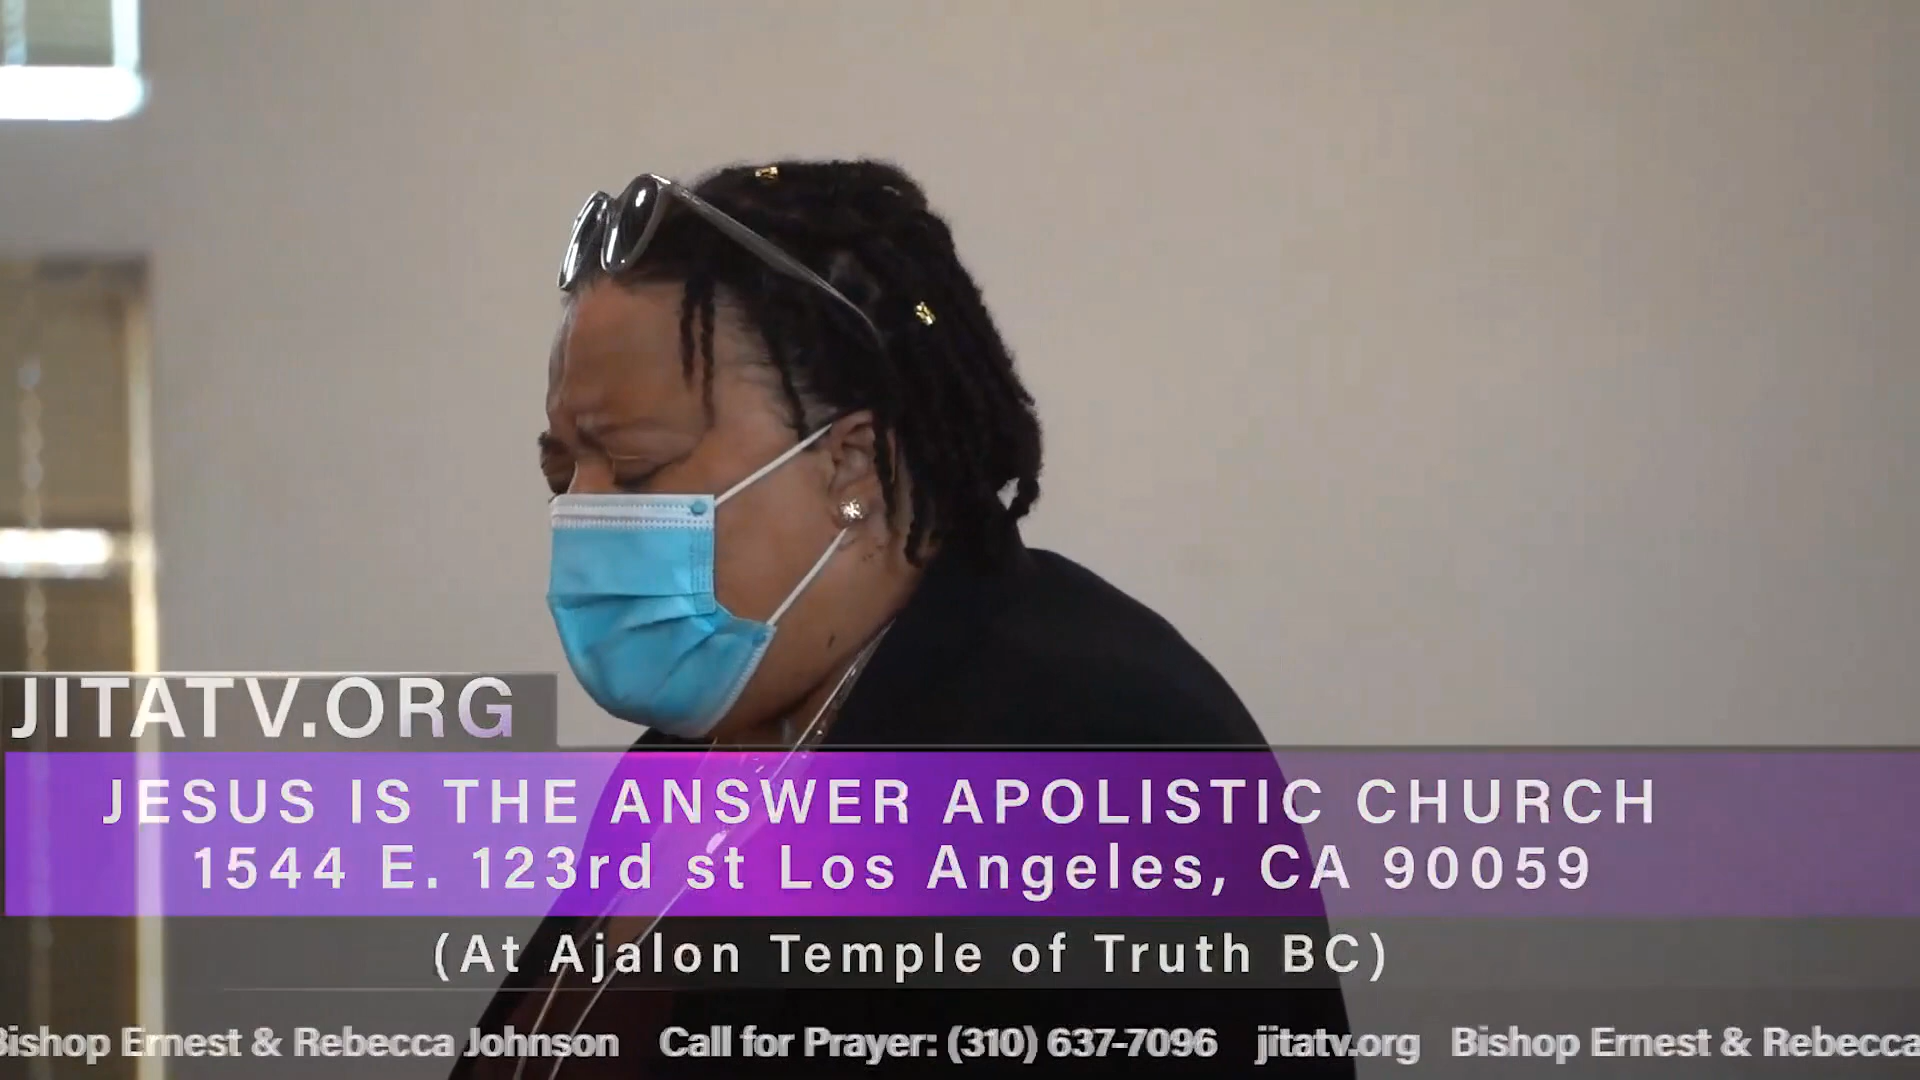 JITATV.ORG
JESUS IS THE ANSWER APOLISTIC CHURCH
1544 E. 123rd st Los Angeles, CA 90059
(At Ajalon Temple of Truth BC)
Bishop Ernest & Rebecca Johnson Call for Prayer: (310) 637-7096 jitatv.org Bishop Ernest & Rebecca